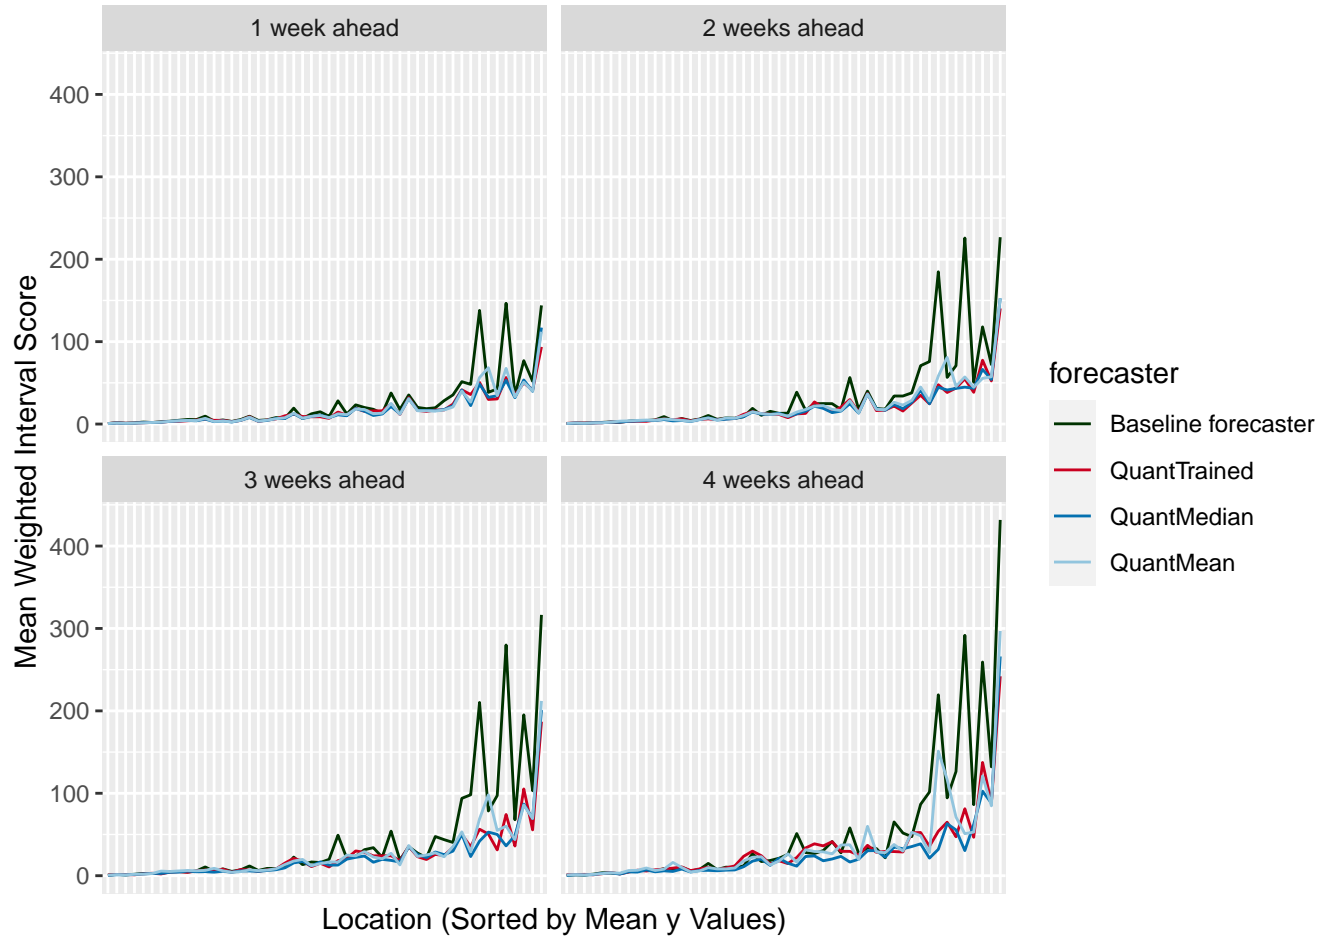 1 week ahead
2 weeks ahead
400
300
200
100
0
3 weeks ahead
4 weeks ahead
400
300
200
100
0
Mean Weighted Interval Score
Location (Sorted by Mean y Values)
forecaster
Baseline forecaster
QuantTrained
QuantMedian
QuantMean